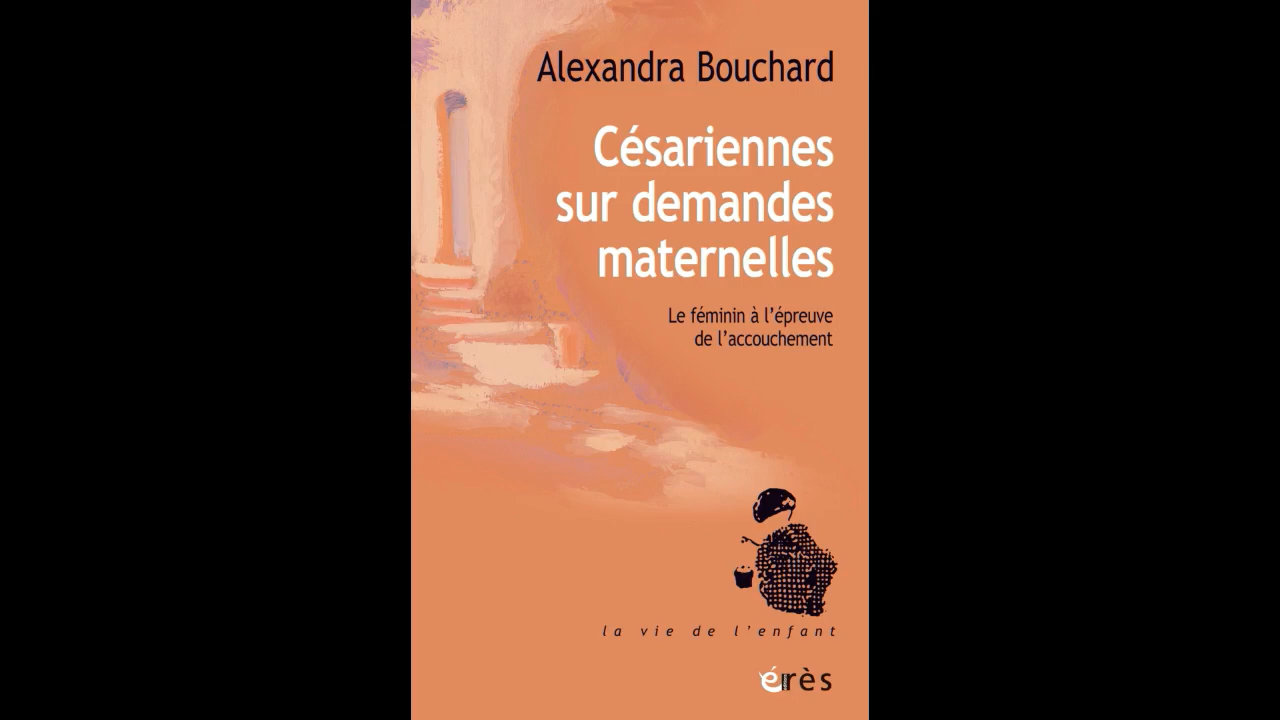 Alexandra Bouchard
Césariennes
sur demandes
maternelles
Le féminin à l'épreuve
de l'accouchement
la vie de l'enfant
érès